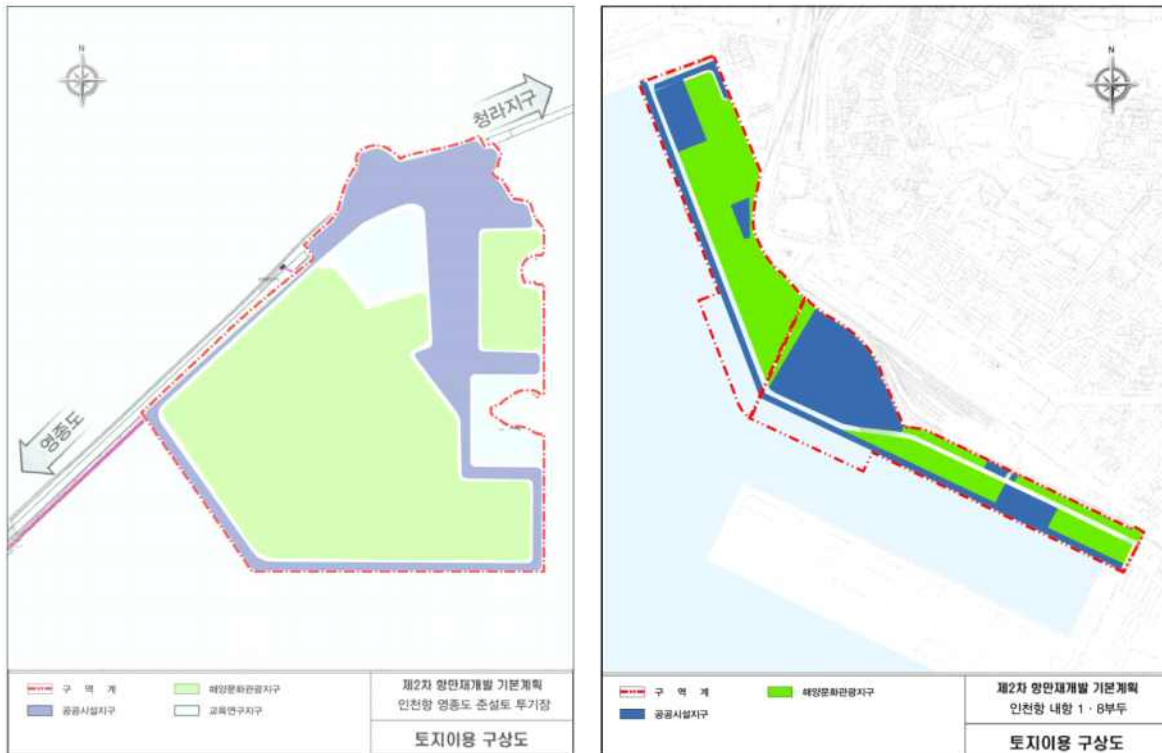 N
청라지구
영종도
구 역 계
해양문화관광지구
공공시설지구
교육연구지구
제2차 항만재개발 기본계획
인천항 영종도 준설토 투기장
토지이용 구상도
N
구 역 계
해양문화관광지구
공공시설지구
제2차 항만재개발 기본계획
인천항 내항 1 · 8부두
토지이용 구상도